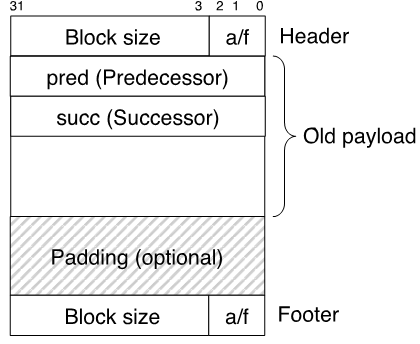 31 3 2 1 0
Block size a/f Header
pred (Predecessor)
succ (Successor)
Old payload
Padding (optional)
Block size a/f Footer